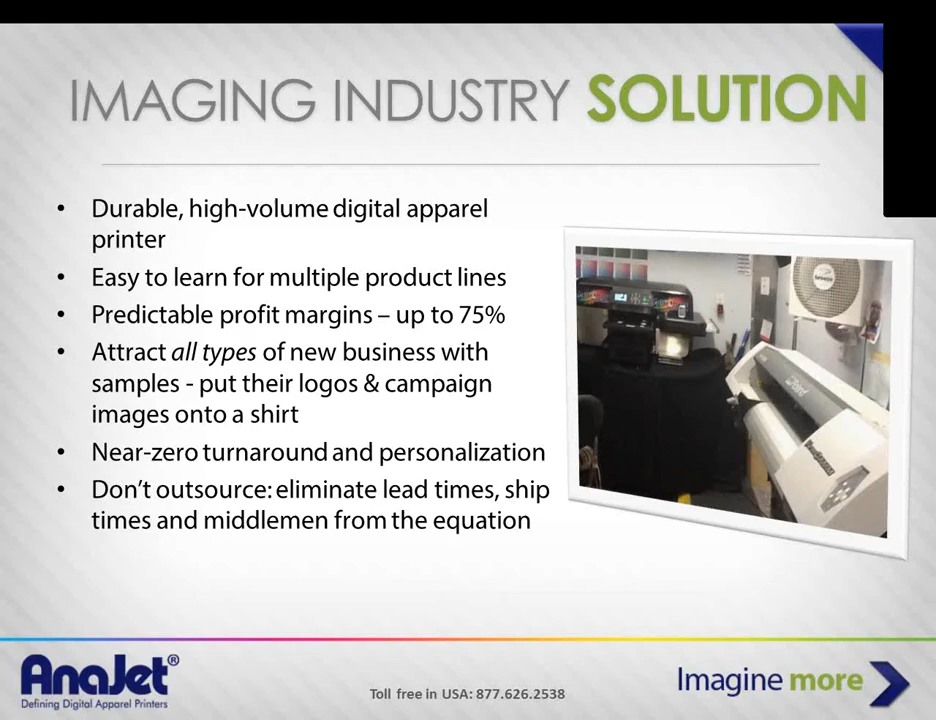 IMAGING INDUSTRY SOLUTION
• Durable, high-volume digital apparel
printer
• Easy to learn for multiple product lines
• Predictable profit margins – up to 75%
• Attract all types of new business with
samples - put their logos & campaign
images onto a shirt
• Near-zero turnaround and personalization
• Don’t outsource: eliminate lead times, ship
times and middlemen from the equation
AnaJet®
Defining Digital Apparel Printers
Toll free in USA: 877.626.2538
Imagine more